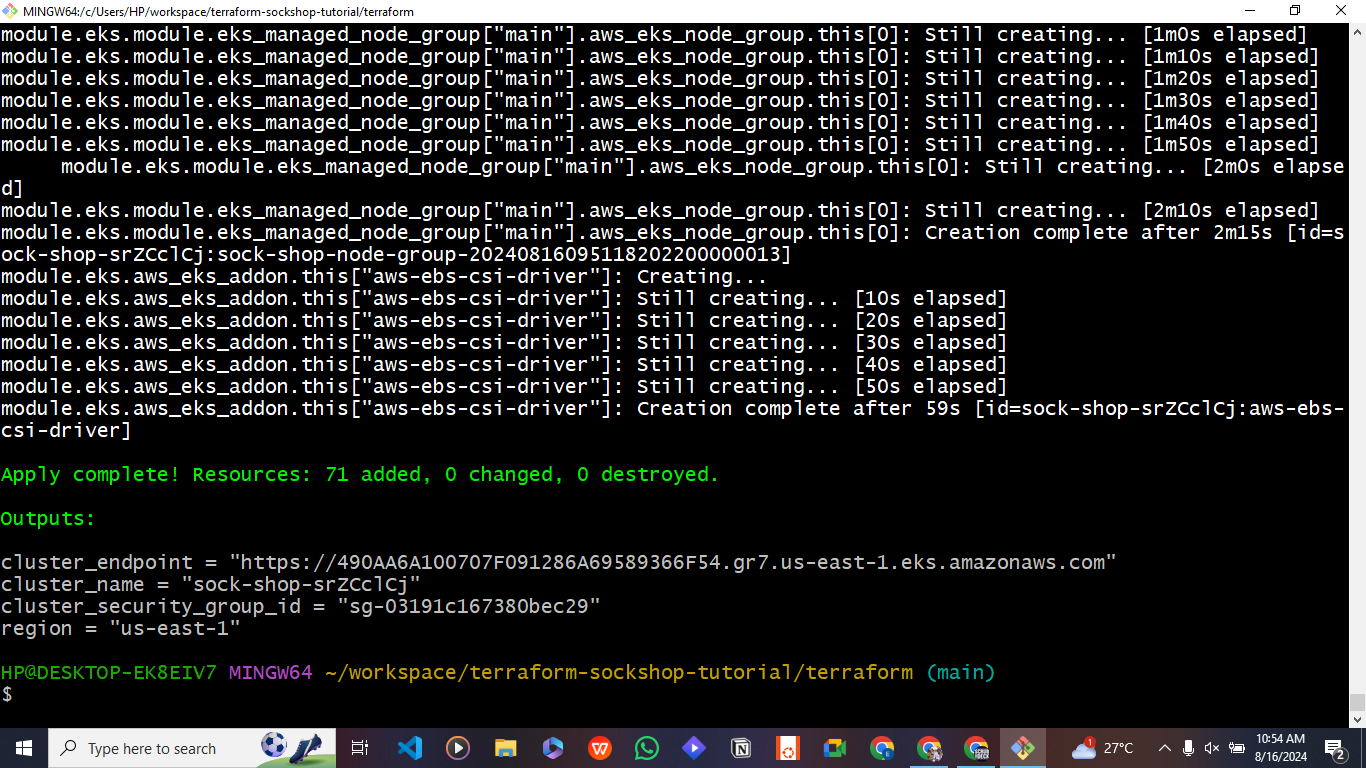 MINGW64:/c/Users/HP/workspace/terraform-sockshop-tutorial/terraform
module.eks.module.eks_managed_node_group["main"].aws_eks_node_group.this[0]: Still creating... [1m0s elapsed]
module.eks.module.eks_managed_node_group["main"].aws_eks_node_group.this[0]: Still creating... [1m10s elapsed]
module.eks.module.eks_managed_node_group["main"].aws_eks_node_group.this[0]: Still creating... [1m20s elapsed]
module.eks.module.eks_managed_node_group["main"].aws_eks_node_group.this[0]: Still creating... [1m30s elapsed]
module.eks.module.eks_managed_node_group["main"].aws_eks_node_group.this[0]: Still creating... [1m40s elapsed]
module.eks.module.eks_managed_node_group["main"].aws_eks_node_group.this[0]: Still creating... [1m50s elapsed]
module.eks.module.eks_managed_node_group["main"].aws_eks_node_group.this[0]: Still creating... [2m0s elapse
d]
module.eks.module.eks_managed_node_group["main"].aws_eks_node_group.this[0]: Still creating... [2m10s elapsed]
module.eks.module.eks_managed_node_group["main"].aws_eks_node_group.this[0]: Creation complete after 2m15s [id=s
ock-shop-srZCclCj:sock-shop-node-group-20240816095118202200000013]
module.eks.aws_eks_addon.this["aws-ebs-csi-driver"]: Creating...
module.eks.aws_eks_addon.this["aws-ebs-csi-driver"]: Still creating... [10s elapsed]
module.eks.aws_eks_addon.this["aws-ebs-csi-driver"]: Still creating... [20s elapsed]
module.eks.aws_eks_addon.this["aws-ebs-csi-driver"]: Still creating... [30s elapsed]
module.eks.aws_eks_addon.this["aws-ebs-csi-driver"]: Still creating... [40s elapsed]
module.eks.aws_eks_addon.this["aws-ebs-csi-driver"]: Still creating... [50s elapsed]
module.eks.aws_eks_addon.this["aws-ebs-csi-driver"]: Creation complete after 59s [id=sock-shop-srZCclCj:aws-ebs-
csi-driver]
Apply complete! Resources: 71 added, 0 changed, 0 destroyed.
Outputs:
cluster_endpoint = "https://490AA6A100707F091286A69589366F54.gr7.us-east-1.eks.amazonaws.com"
cluster_name = "sock-shop-srZCclCj"
cluster_security_group_id = "sg-03191c167380bec29"
region = "us-east-1"
HP@DESKTOP-EK8EIV7 MINGW64 ~/workspace/terraform-sockshop-tutorial/terraform (main)
$
Type here to search
27°C
10:54 AM
8/16/2024
2